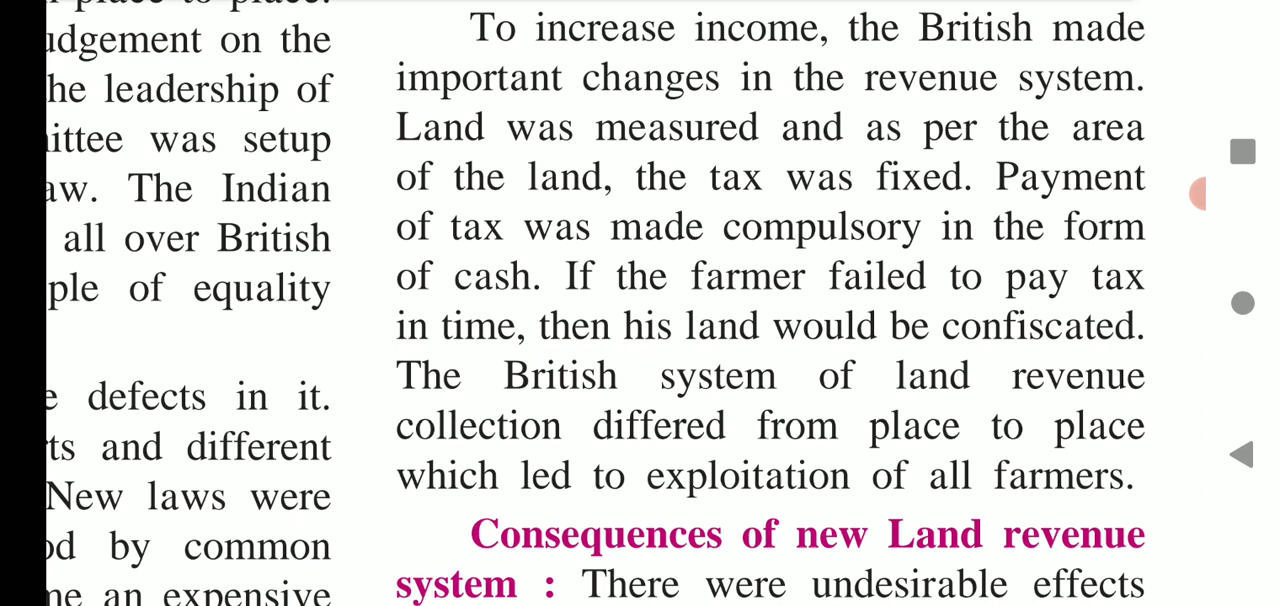 udgement on the
he leadership of
ittee was setup
aw. The Indian
all over British
ple of equality
e defects in it.
ts and different
New laws were
od by common
me an expensive
To increase income, the British made
important changes in the revenue system.
Land was measured and as per the area
of the land, the tax was fixed. Payment
of tax was made compulsory in the form
of cash. If the farmer failed to pay tax
in time, then his land would be confiscated.
The British system of land revenue
collection differed from place to place
which led to exploitation of all farmers.
Consequences of new Land revenue
system : There were undesirable effects